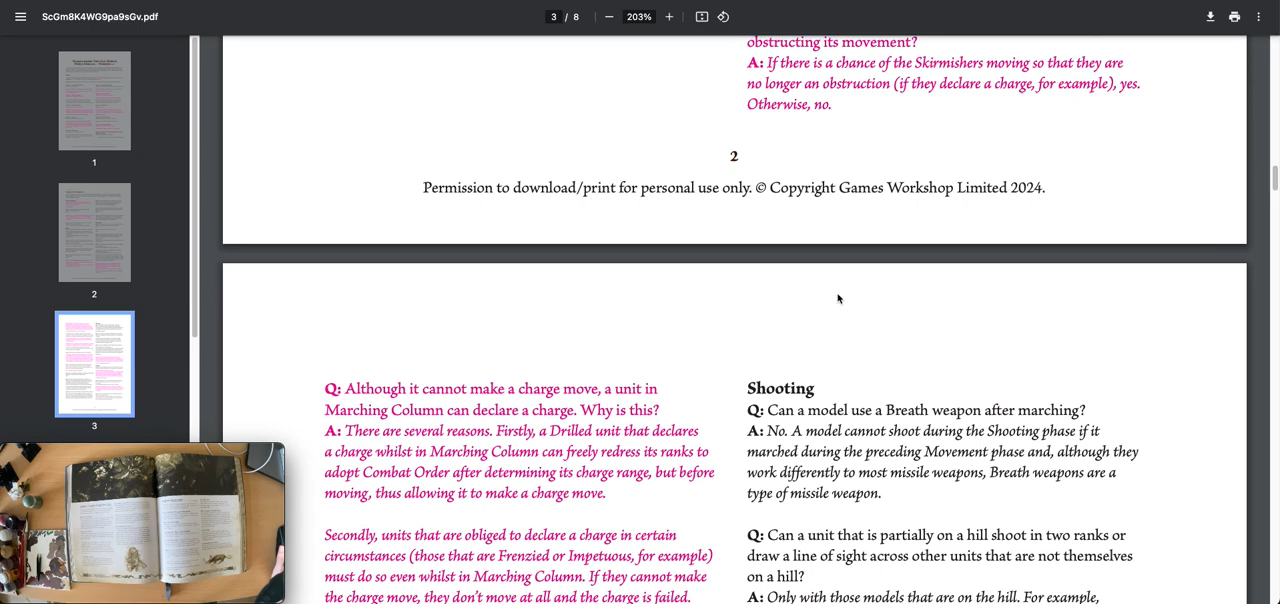 ScGm8K4WG9pa9sGv.pdf
3 / 8
203%
1
2
3
obstructing its movement?
A: If there is a chance of the Skirmishers moving so that they are
no longer an obstruction (if they declare a charge, for example), yes.
Otherwise, no.
2
Permission to download/print for personal use only. © Copyright Games Workshop Limited 2024.
Q: Although it cannot make a charge move, a unit in
Marching Column can declare a charge. Why is this?
A: There are several reasons. Firstly, a Drilled unit that declares
a charge whilst in Marching Column can freely redress its ranks to
adopt Combat Order after determining its charge range, but before
moving, thus allowing it to make a charge move.
Secondly, units that are obliged to declare a charge in certain
circumstances (those that are Frenzied or Impetuous, for example)
must do so even whilst in Marching Column. If they cannot make
the charge move, they don't move at all and the charge is failed.
Shooting
Q: Can a model use a Breath weapon after marching?
A: No. A model cannot shoot during the Shooting phase if it
marched during the preceding Movement phase and, although they
work differently to most missile weapons, Breath weapons are a
type of missile weapon.
Q: Can a unit that is partially on a hill shoot in two ranks or
draw a line of sight across other units that are not themselves
on a hill?
A: Only with those models that are on the hill. For example,